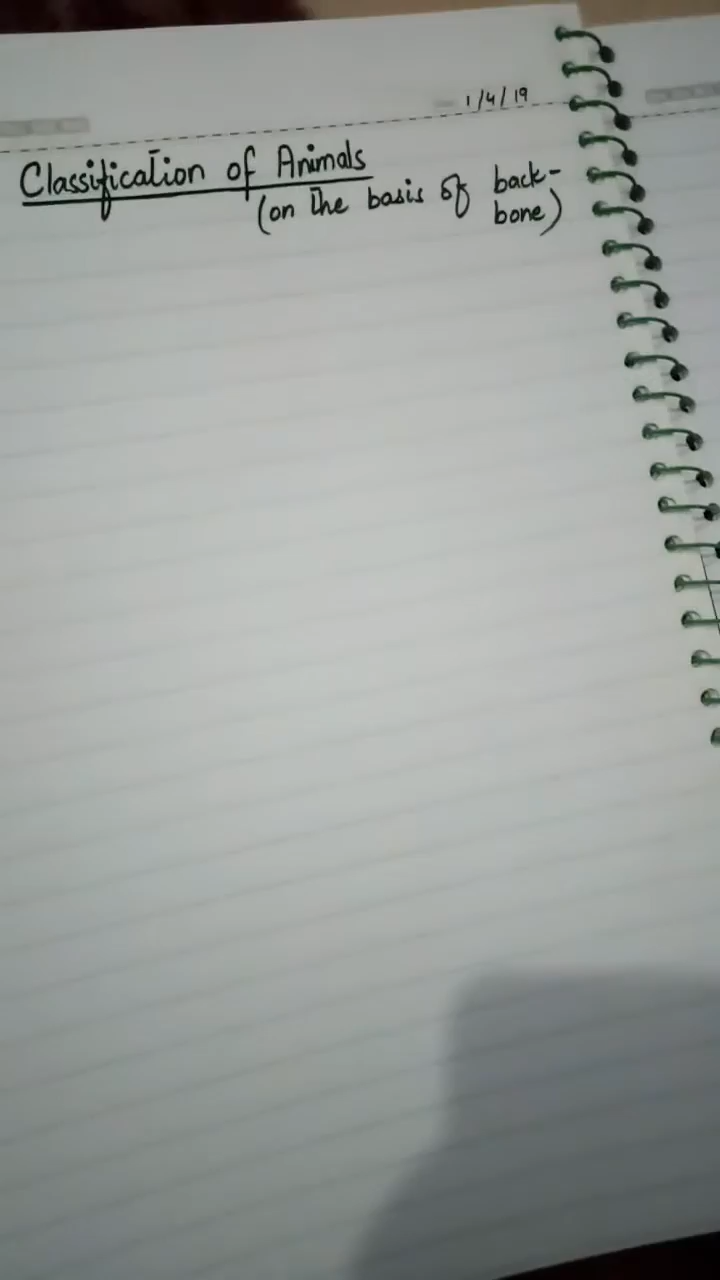 1/4/19
Classification of Animals
(on the basis of back-
bone)